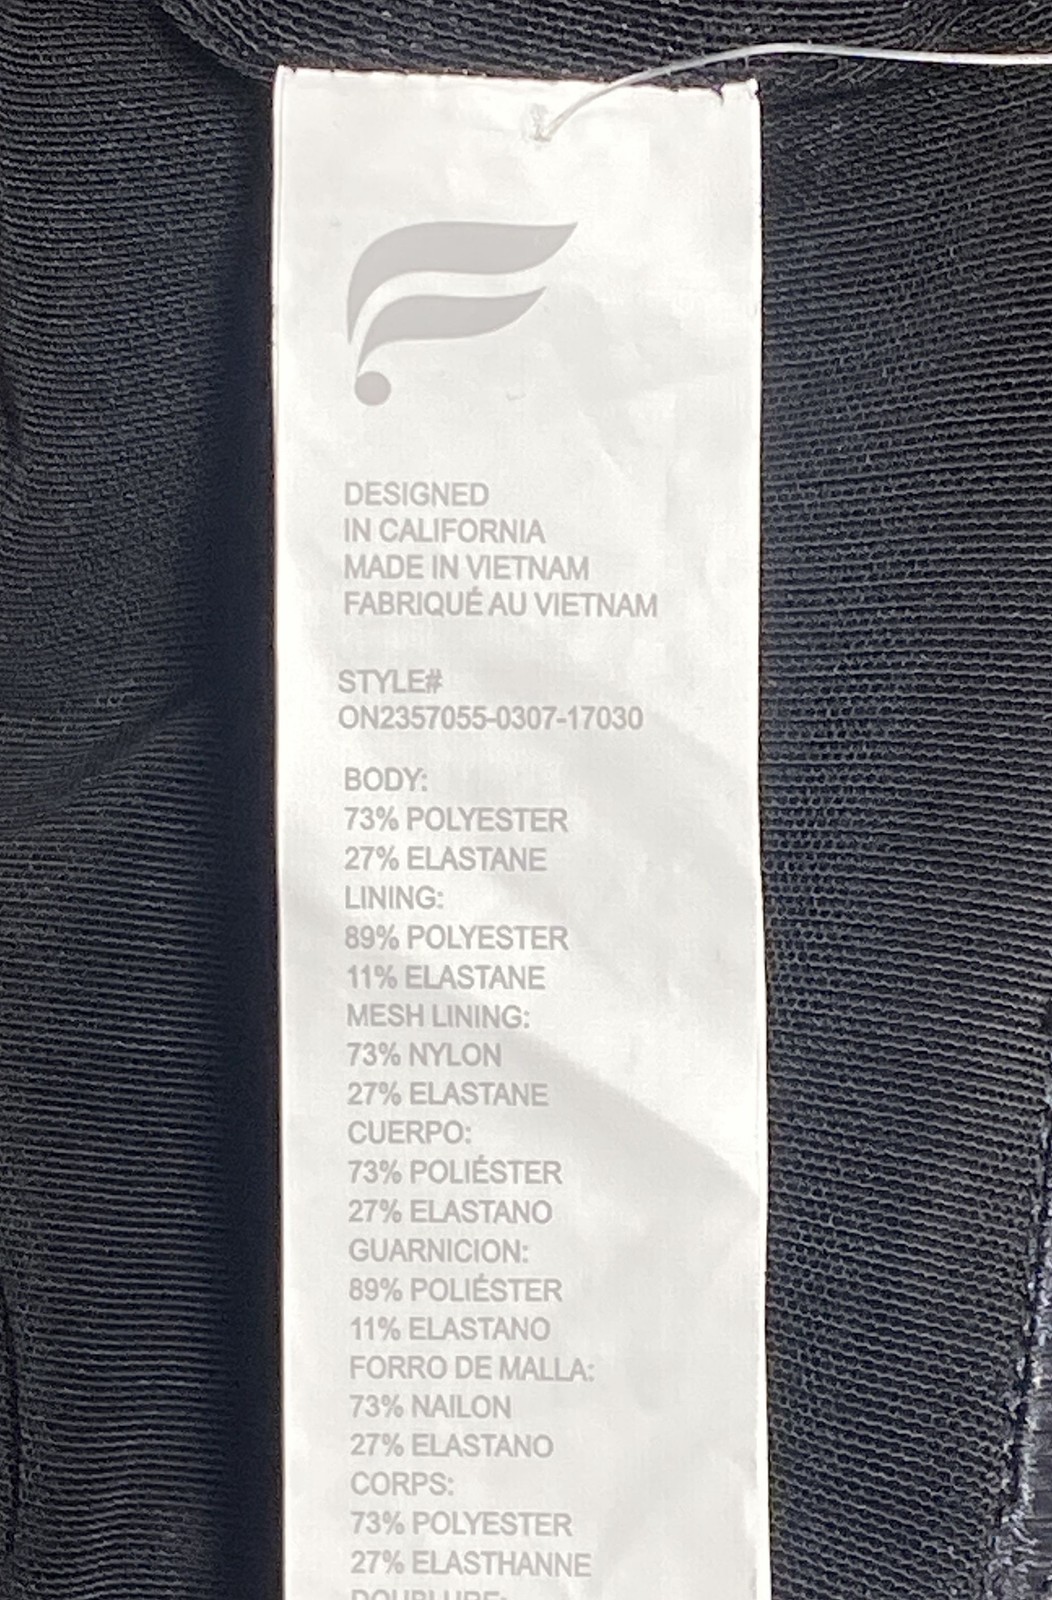 DESIGNED
IN CALIFORNIA
MADE IN VIETNAM
FABRIQUÉ AU VIETNAM
STYLE#
ON2357055-0307-17030
BODY:
73% POLYESTER
27% ELASTANE
LINING:
89% POLYESTER
11% ELASTANE
MESH LINING:
73% NYLON
27% ELASTANE
CUERPO:
73% POLIÉSTER
27% ELASTANO
GUARNICION:
89% POLIÉSTER
11% ELASTANO
FORRO DE MALLA:
73% NAILON
27% ELASTANO
CORPS:
73% POLYESTER
27% ELASTHANNE
DOUBLURE: